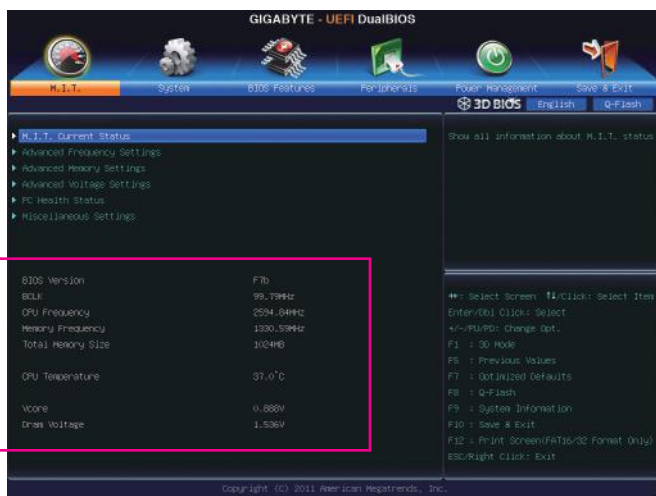 GIGABYTE - UEFI DualBIOS
M.I.T. System BIOS Features Peripherals Power Management Save & Exit
3D BIOS English Q-Flash
M.I.T. Current Status
Advanced Frequency Settings
Advanced Memory Settings
Advanced Voltage Settings
PC Health Status
Miscellaneous Settings
Show all information about M.I.T. status
BIOS Version F7b
BCLK 99.79MHz
CPU Frequency 2594.84MHz
Memory Frequency 1330.59MHz
Total Memory Size 1024MB
CPU Temperature 37.0°C
Vcore 0.888V
Dram Voltage 1.536V
↔: Select Screen ↑↓/Click: Select Item
Enter/Dbl Click: Select
+/-/PU/PD: Change Opt.
F1 : 3D Mode
F5 : Previous Values
F7 : Optimized Defaults
F8 : Q-Flash
F9 : System Information
F10 : Save & Exit
F12 : Print Screen(FAT16/32 Format Only)
ESC/Right Click: Exit
Copyright (C) 2011 American Megatrends, Inc.